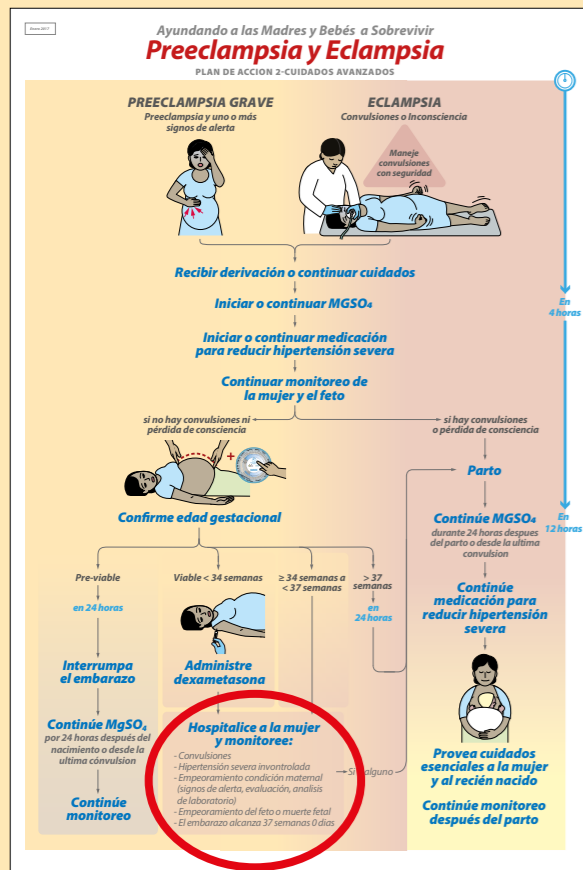 Enero 2017
Ayundando a las Madres y Bebés a Sobrevivir
Preeclampsia y Eclampsia
PLAN DE ACCION 2-CUIDADOS AVANZADOS
PREECLAMPSIA GRAVE
Preeclampsia y uno o más
signos de alerta
ECLAMPSIA
Convulsiones o Inconsciencia
Maneje
convulsiones
con seguridad
Recibir derivación o continuar cuidados
Iniciar o continuar MGSO₄
En
4 horas
Iniciar o continuar medicación
para reducir hipertensión severa
Continuar monitoreo de
la mujer y el feto
si no hay convulsiones ni
pérdida de consciencia
si hay convulsiones
o pérdida de consciencia
+
Parto
Confirme edad gestacional
Continúe MGSO₄
durante 24 horas despues
del parto o desde la ultima
convulsion
En
12 horas
Pre-viable
Viable < 34 semanas
≥ 34 semanas a
< 37 semanas
> 37
semanas
en 24 horas
en
24 horas
Continúe
medicación para
reducir hipertensión
severa
Interrumpa
el embarazo
Administre
dexametasona
Continúe MgSO₄
por 24 horas después del
nacimiento o desde la
ultima cónvulsion
Continúe
monitoreo
Hospitalice a la mujer
y monitoree:
- Convulsiones
- Hipertensión severa invontrolada
- Empeoramiento condición maternal
(signos de alerta, evaluación, analisis
de laboratorio)
- Empeoramiento del feto o muerte fetal
- El embarazo alcanza 37 semanas 0 dias
Si alguno
Provea cuidados
esenciales a la mujer
y al recién nacido
Continúe monitoreo
después del parto